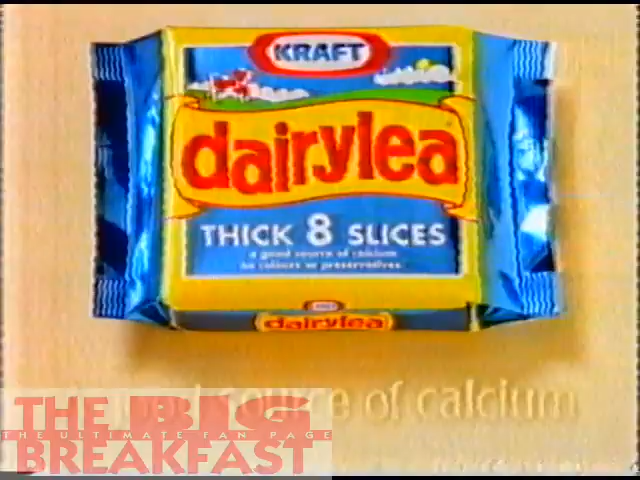 KRAFT
dairylea
THICK 8 SLICES
a good source of calcium
no colours or preservatives
dairylea
source of calcium
THE BIG
THE ULTIMATE FAN PAGE
BREAKFAST